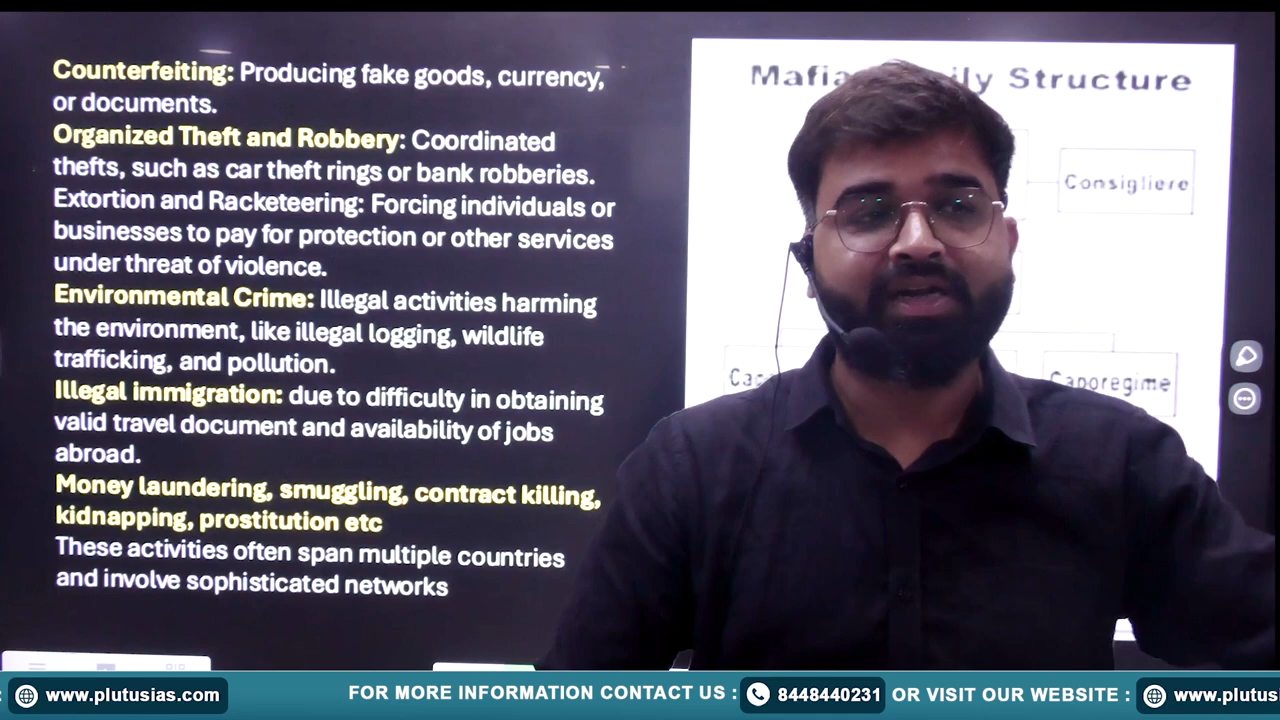 Counterfeiting: Producing fake goods, currency,
or documents.
Organized Theft and Robbery: Coordinated
thefts, such as car theft rings or bank robberies.
Extortion and Racketeering: Forcing individuals or
businesses to pay for protection or other services
under threat of violence.
Environmental Crime: Illegal activities harming
the environment, like illegal logging, wildlife
trafficking, and pollution.
Illegal immigration: due to difficulty in obtaining
valid travel document and availability of jobs
abroad.
Money laundering, smuggling, contract killing,
kidnapping, prostitution etc
These activities often span multiple countries
and involve sophisticated networks
Structure
Consigliere
Caporegime
www.plutusias.com
FOR MORE INFORMATION CONTACT US :
8448440231
OR VISIT OUR WEBSITE :
www.plutusi